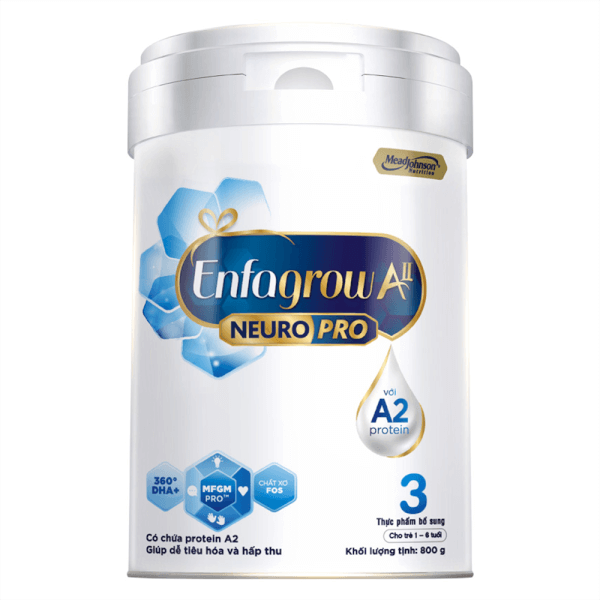 MeadJohnson
Nutrition
Enfagrow AII
NEURO PRO
với
A2
protein
360°
DHA+
MFGM
PRO™
CHẤT XƠ
FOS
3
Thực phẩm bổ sung
Cho trẻ 1 – 6 tuổi
Có chứa protein A2
Giúp dễ tiêu hóa và hấp thu
Khối lượng tịnh: 800 g